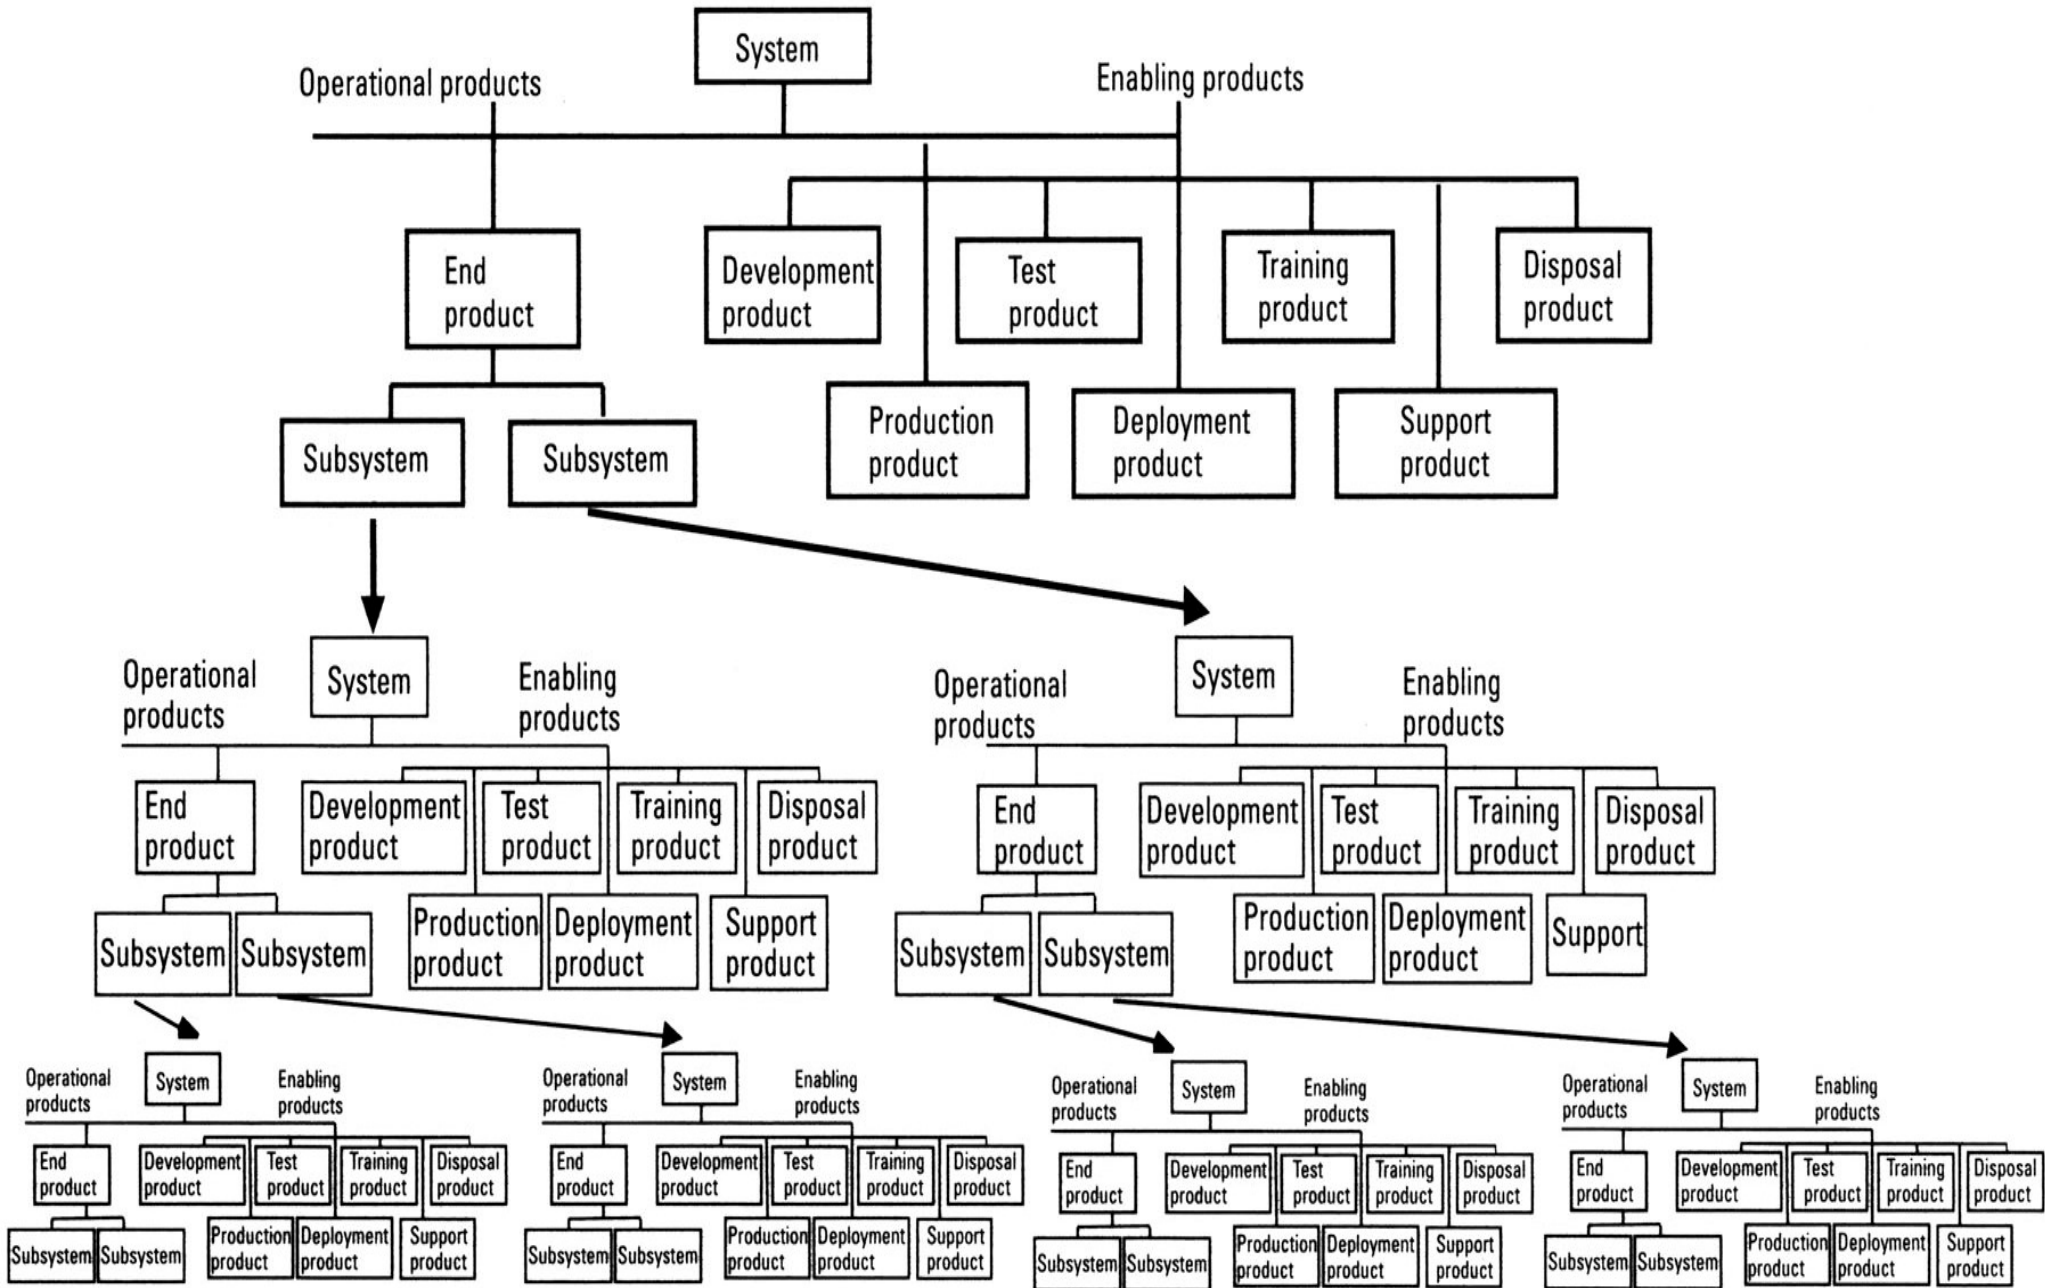 System
Operational products
Enabling products
End
product
Development
product
Test
product
Training
product
Disposal
product
Production
product
Deployment
product
Support
product
Subsystem
Subsystem
Operational
products
System
Enabling
products
End
product
Development
product
Test
product
Training
product
Disposal
product
Subsystem
Subsystem
Production
product
Deployment
product
Support
product
Operational
products
System
Enabling
products
End
product
Development
product
Test
product
Training
product
Disposal
product
Subsystem
Subsystem
Production
product
Deployment
product
Support
Operational
products
System
Enabling
products
End
product
Development
product
Test
product
Training
product
Disposal
product
Subsystem
Subsystem
Production
product
Deployment
product
Support
product
Operational
products
System
Enabling
products
End
product
Development
product
Test
product
Training
product
Disposal
product
Subsystem
Subsystem
Production
product
Deployment
product
Support
product
Operational
products
System
Enabling
products
End
product
Development
product
Test
product
Training
product
Disposal
product
Subsystem
Subsystem
Production
product
Deployment
product
Support
product
Operational
products
System
Enabling
products
End
product
Development
product
Test
product
Training
product
Disposal
product
Subsystem
Subsystem
Production
product
Deployment
product
Support
product